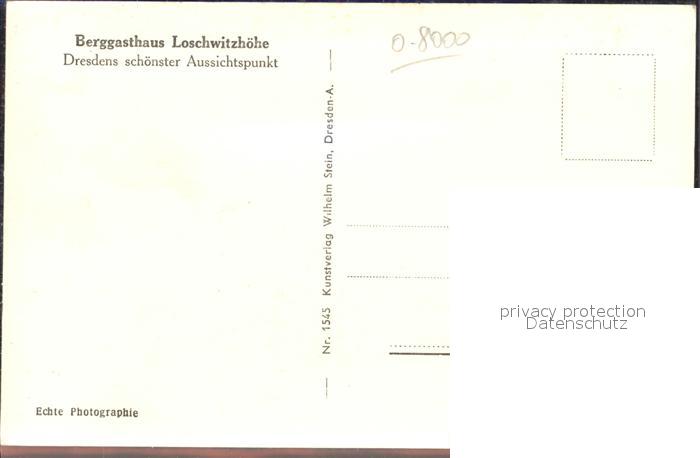 Berggasthaus Loschwitzhöhe
Dresdens schönster Aussichtspunkt
0-8000
Nr. 1545 Kunstverlag Wilhelm Stein, Dresden-A.
privacy protection
Datenschutz
Echte Photographie